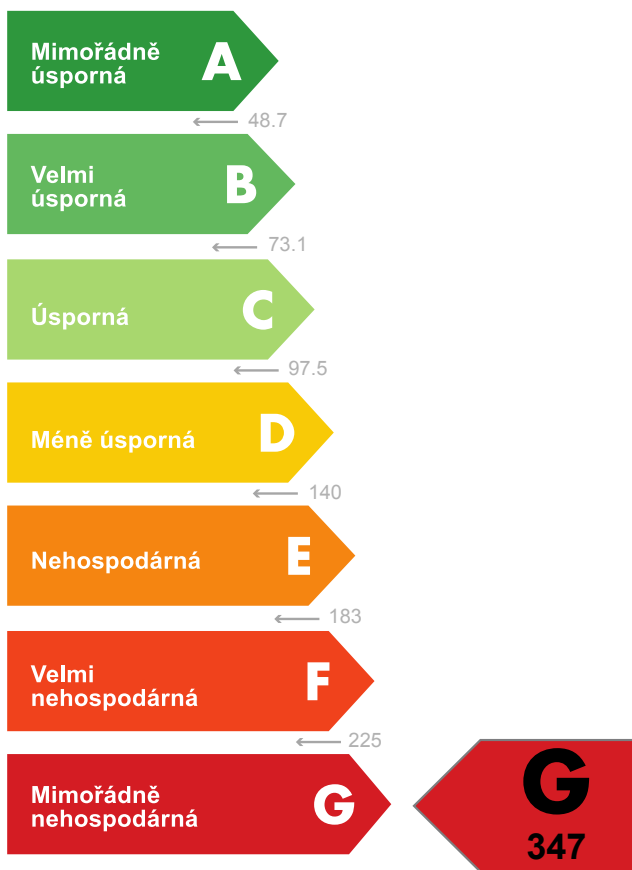 Mimořádně
úsporná
A
48.7
Velmi
úsporná
B
73.1
Úsporná
C
97.5
Méně úsporná
D
140
Nehospodárná
E
183
Velmi
nehospodárná
F
225
Mimořádně
nehospodárná
G
G
347